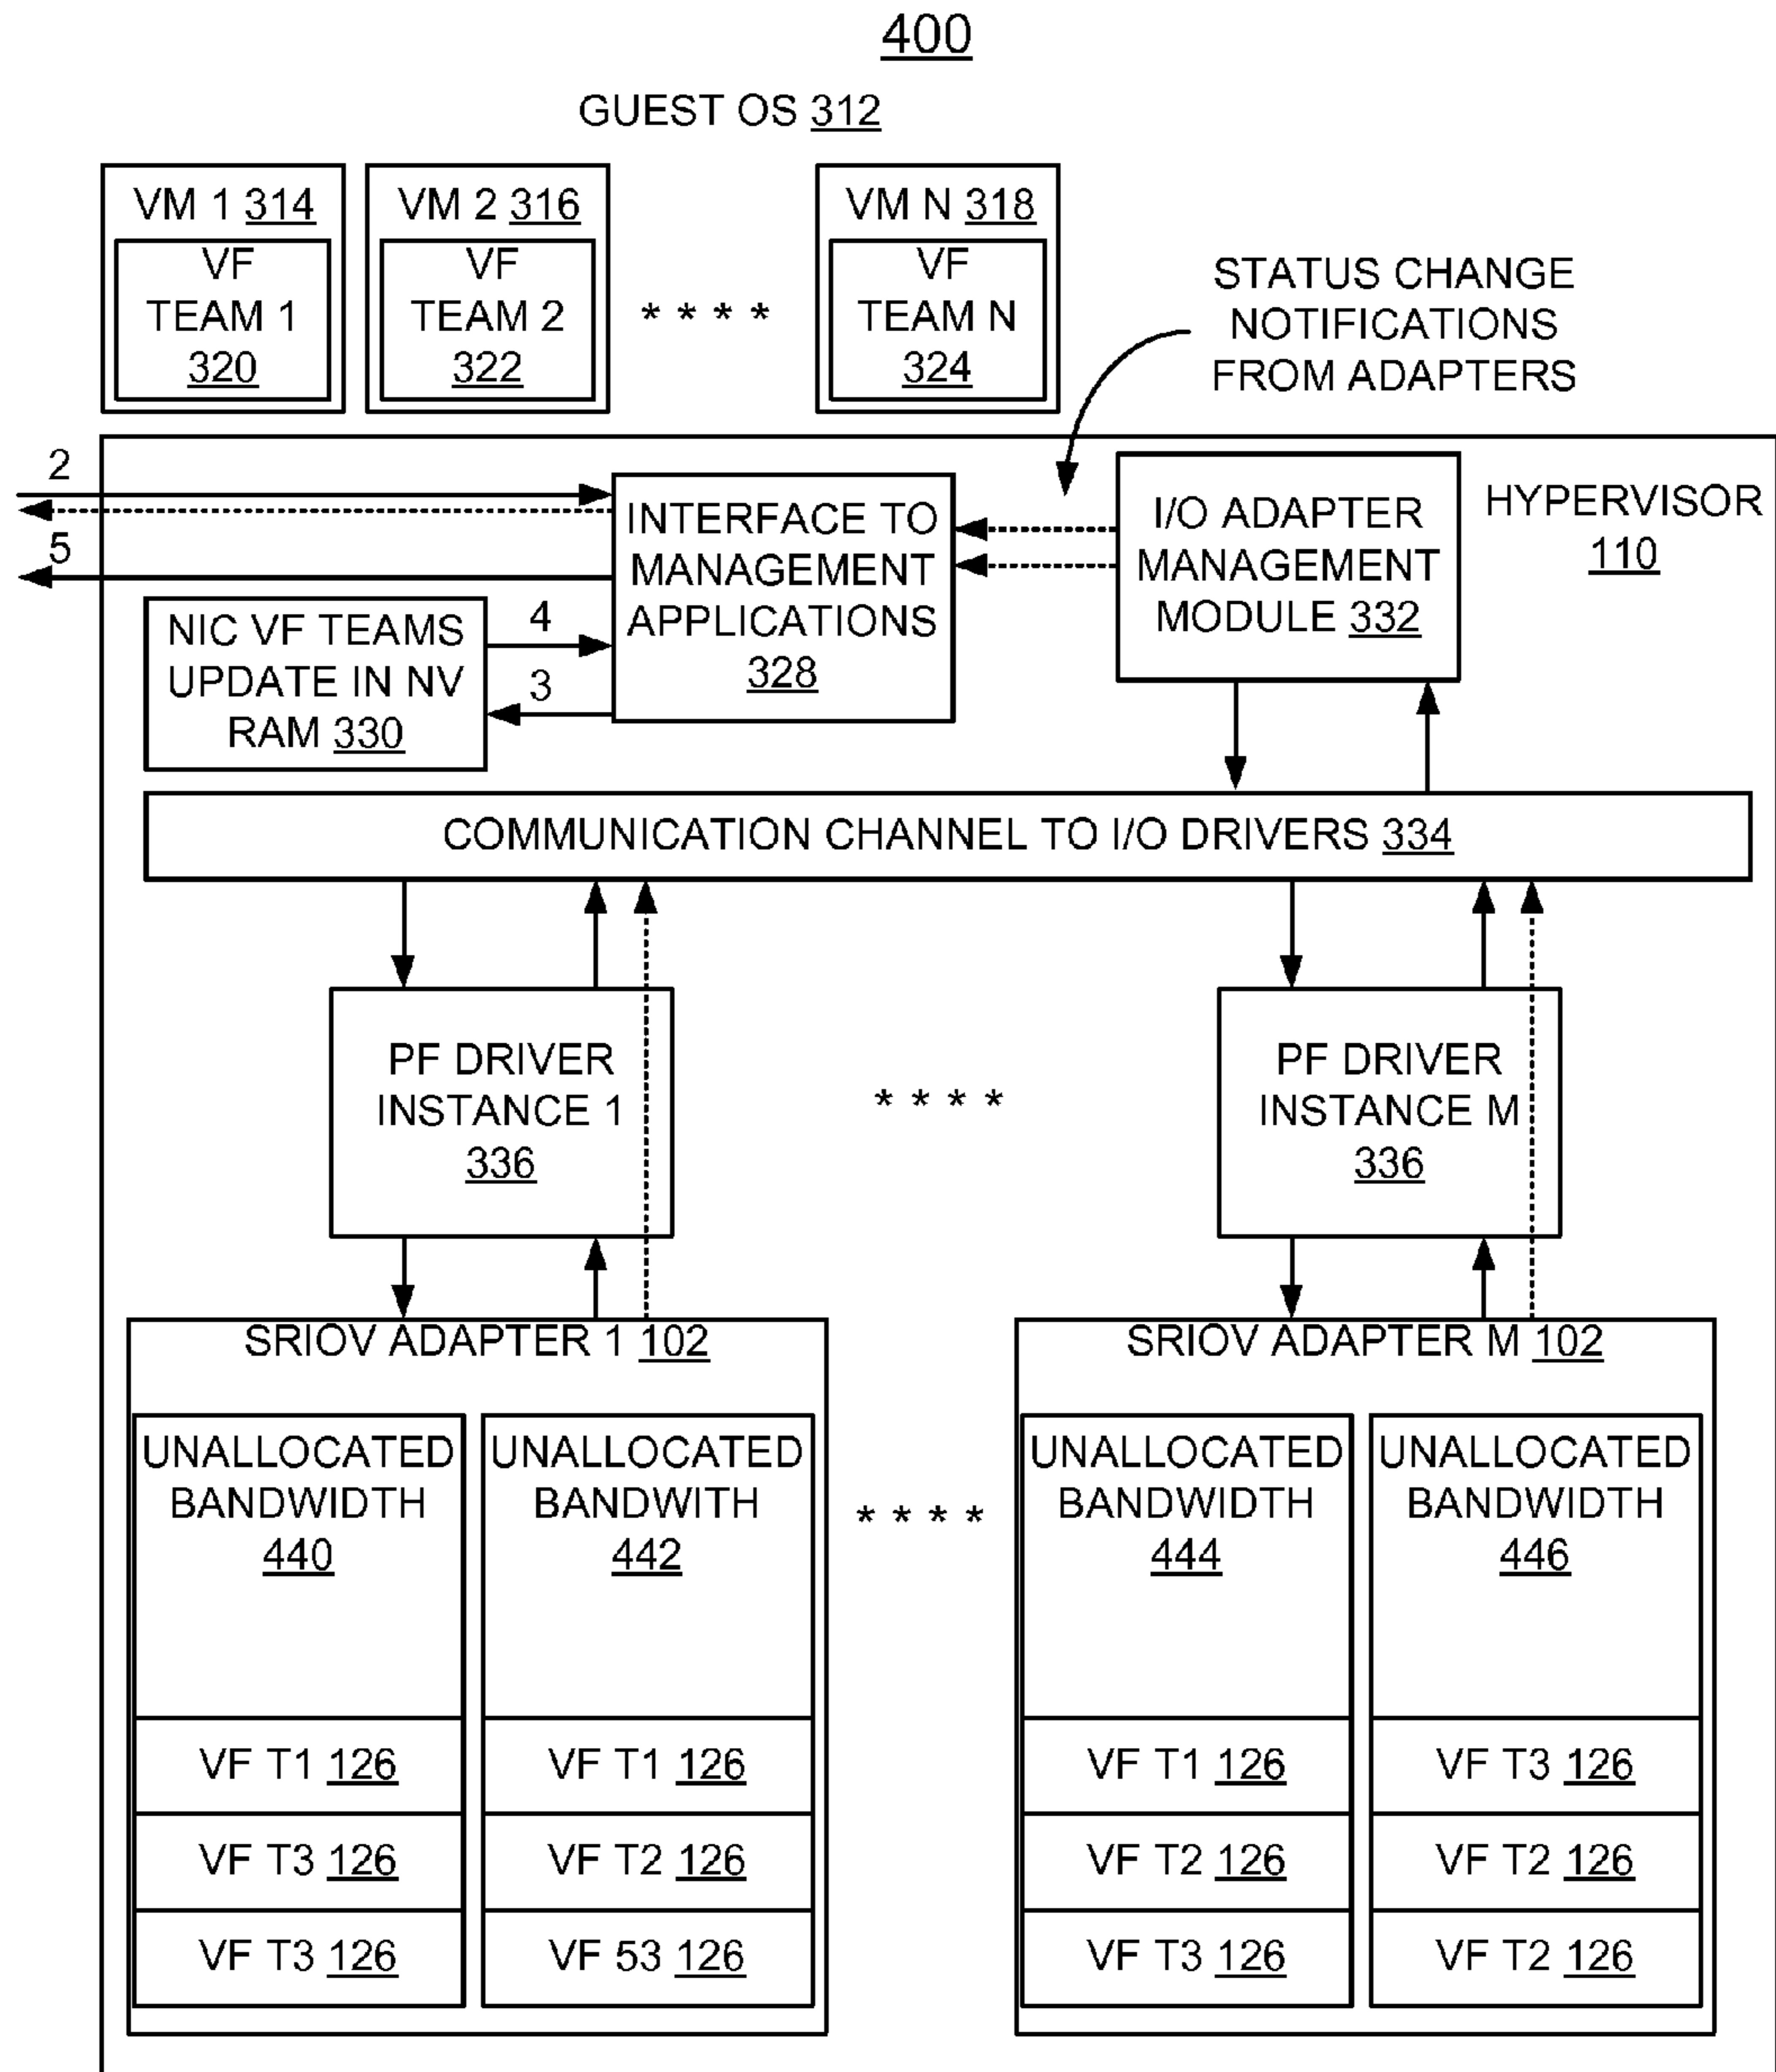 400
GUEST OS 312
VM 1 314
VF
TEAM 1
320
VM 2 316
VF
TEAM 2
322
* * * *
VM N 318
VF
TEAM N
324
STATUS CHANGE
NOTIFICATIONS
FROM ADAPTERS
2
5
INTERFACE TO
MANAGEMENT
APPLICATIONS
328
I/O ADAPTER
MANAGEMENT
MODULE 332
HYPERVISOR
110
NIC VF TEAMS
UPDATE IN NV
RAM 330
4
3
COMMUNICATION CHANNEL TO I/O DRIVERS 334
PF DRIVER
INSTANCE 1
336
* * * *
PF DRIVER
INSTANCE M
336
SRIOV ADAPTER 1 102
UNALLOCATED
BANDWIDTH
440
VF T1 126
VF T3 126
VF T3 126
UNALLOCATED
BANDWITH
442
VF T1 126
VF T2 126
VF 53 126
* * * *
SRIOV ADAPTER M 102
UNALLOCATED
BANDWIDTH
444
VF T1 126
VF T2 126
VF T3 126
UNALLOCATED
BANDWIDTH
446
VF T3 126
VF T2 126
VF T2 126